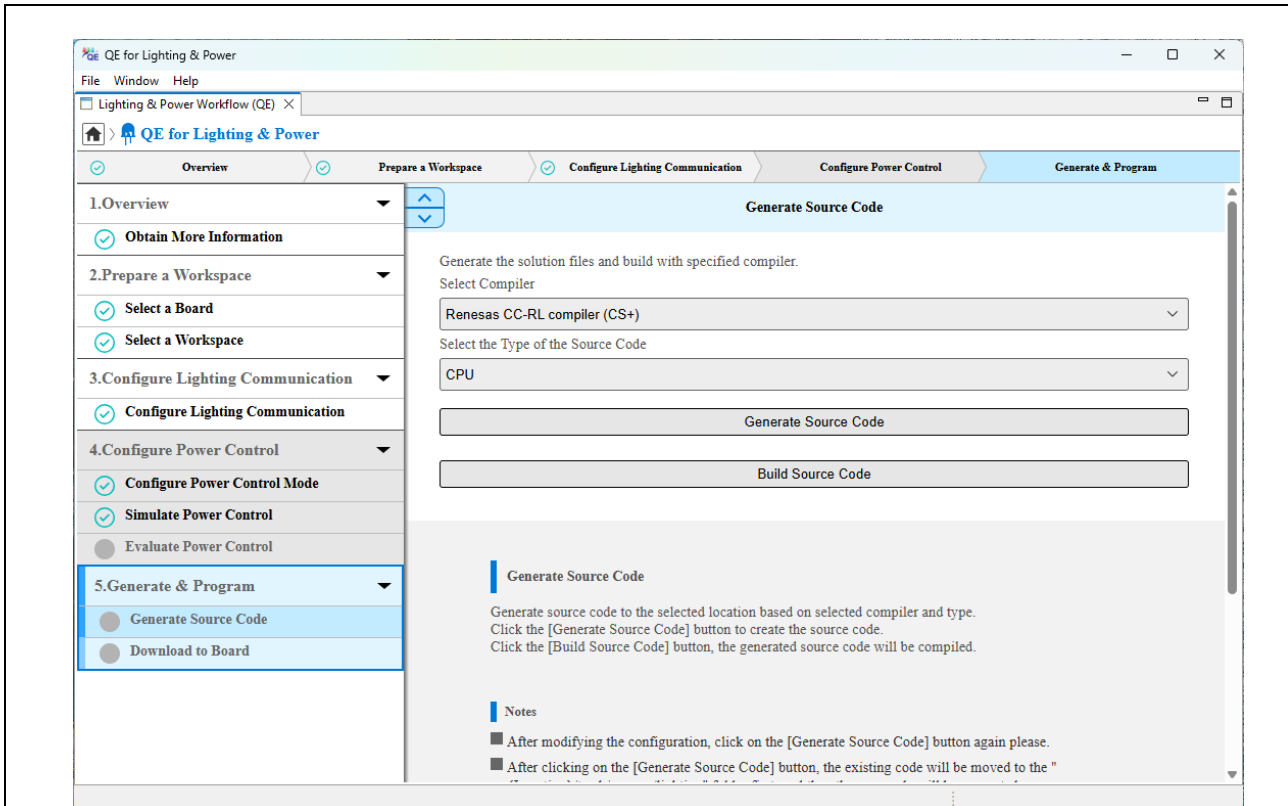 QE for Lighting & Power
File Window Help
Lighting & Power Workflow (QE)
QE for Lighting & Power
Overview Prepare a Workspace Configure Lighting Communication Configure Power Control Generate & Program
1.Overview
Obtain More Information
2.Prepare a Workspace
Select a Board
Select a Workspace
3.Configure Lighting Communication
Configure Lighting Communication
4.Configure Power Control
Configure Power Control Mode
Simulate Power Control
Evaluate Power Control
5.Generate & Program
Generate Source Code
Download to Board
Generate Source Code
Generate the solution files and build with specified compiler.
Select Compiler
Renesas CC-RL compiler (CS+)
Select the Type of the Source Code
CPU
Generate Source Code
Build Source Code
Generate Source Code
Generate source code to the selected location based on selected compiler and type.
Click the [Generate Source Code] button to create the source code.
Click the [Build Source Code] button, the generated source code will be compiled.
Notes
After modifying the configuration, click on the [Generate Source Code] button again please.
After clicking on the [Generate Source Code] button, the existing code will be moved to the "